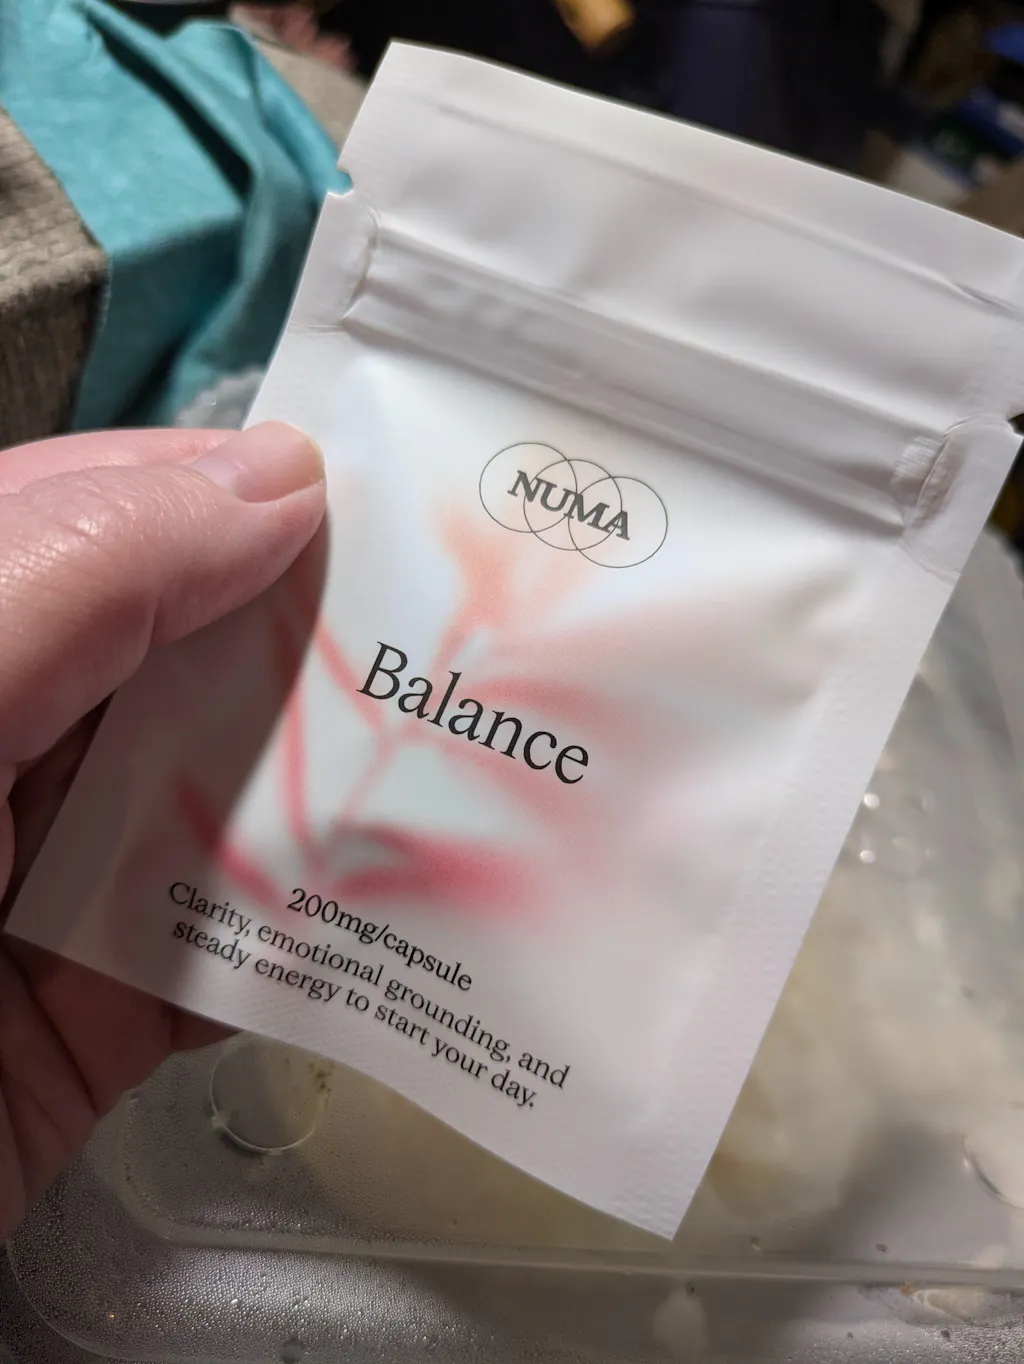 NUMA
Balance
200mg/capsule
Clarity, emotional grounding, and
steady energy to start your day.